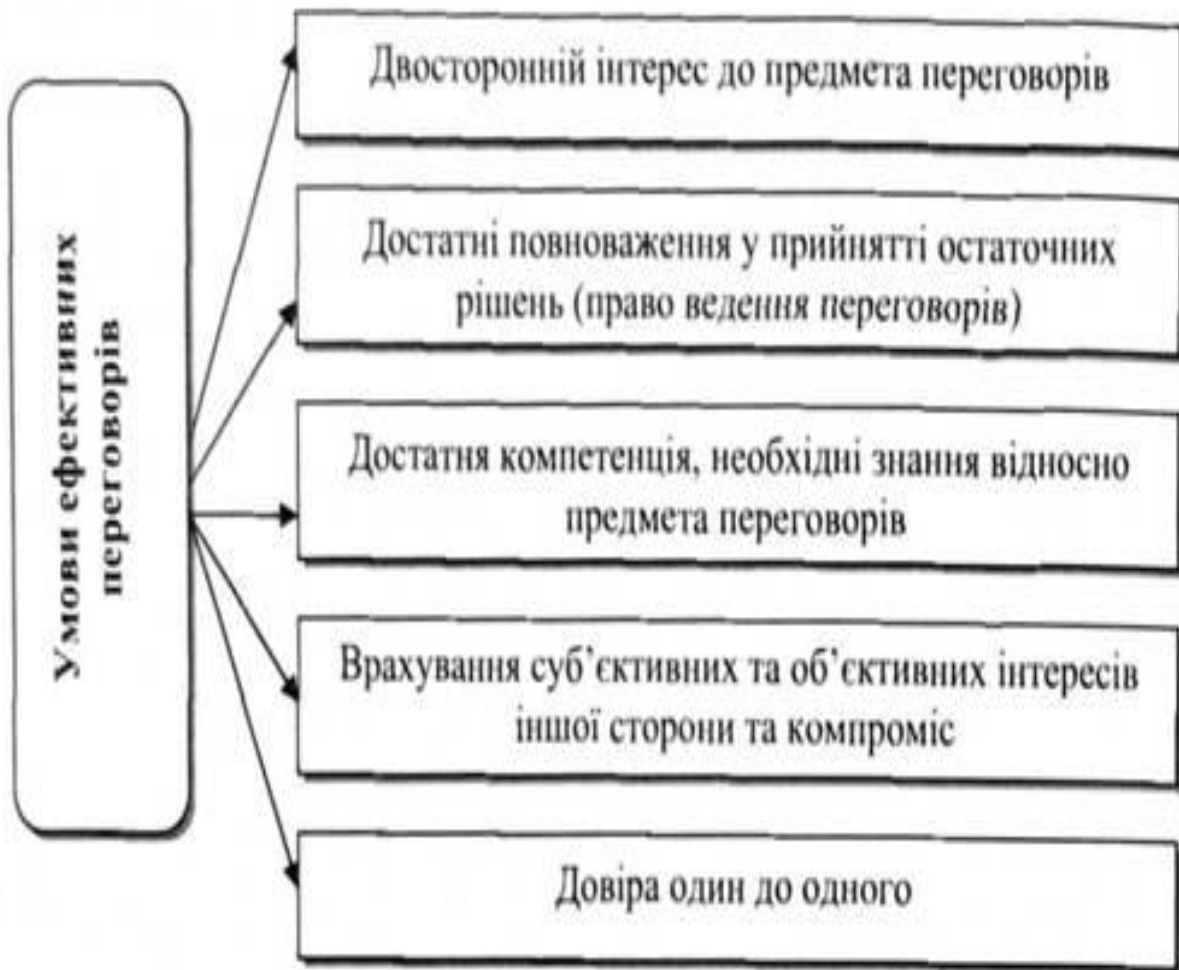 Умови ефективних
переговорів
Двосторонній інтерес до предмета переговорів
Достатні повноваження у прийнятті остаточних
рішень (право ведення переговорів)
Достатня компетенція, необхідні знання відносно
предмета переговорів
Врахування суб’єктивних та об’єктивних інтересів
іншої сторони та компроміс
Довіра один до одного